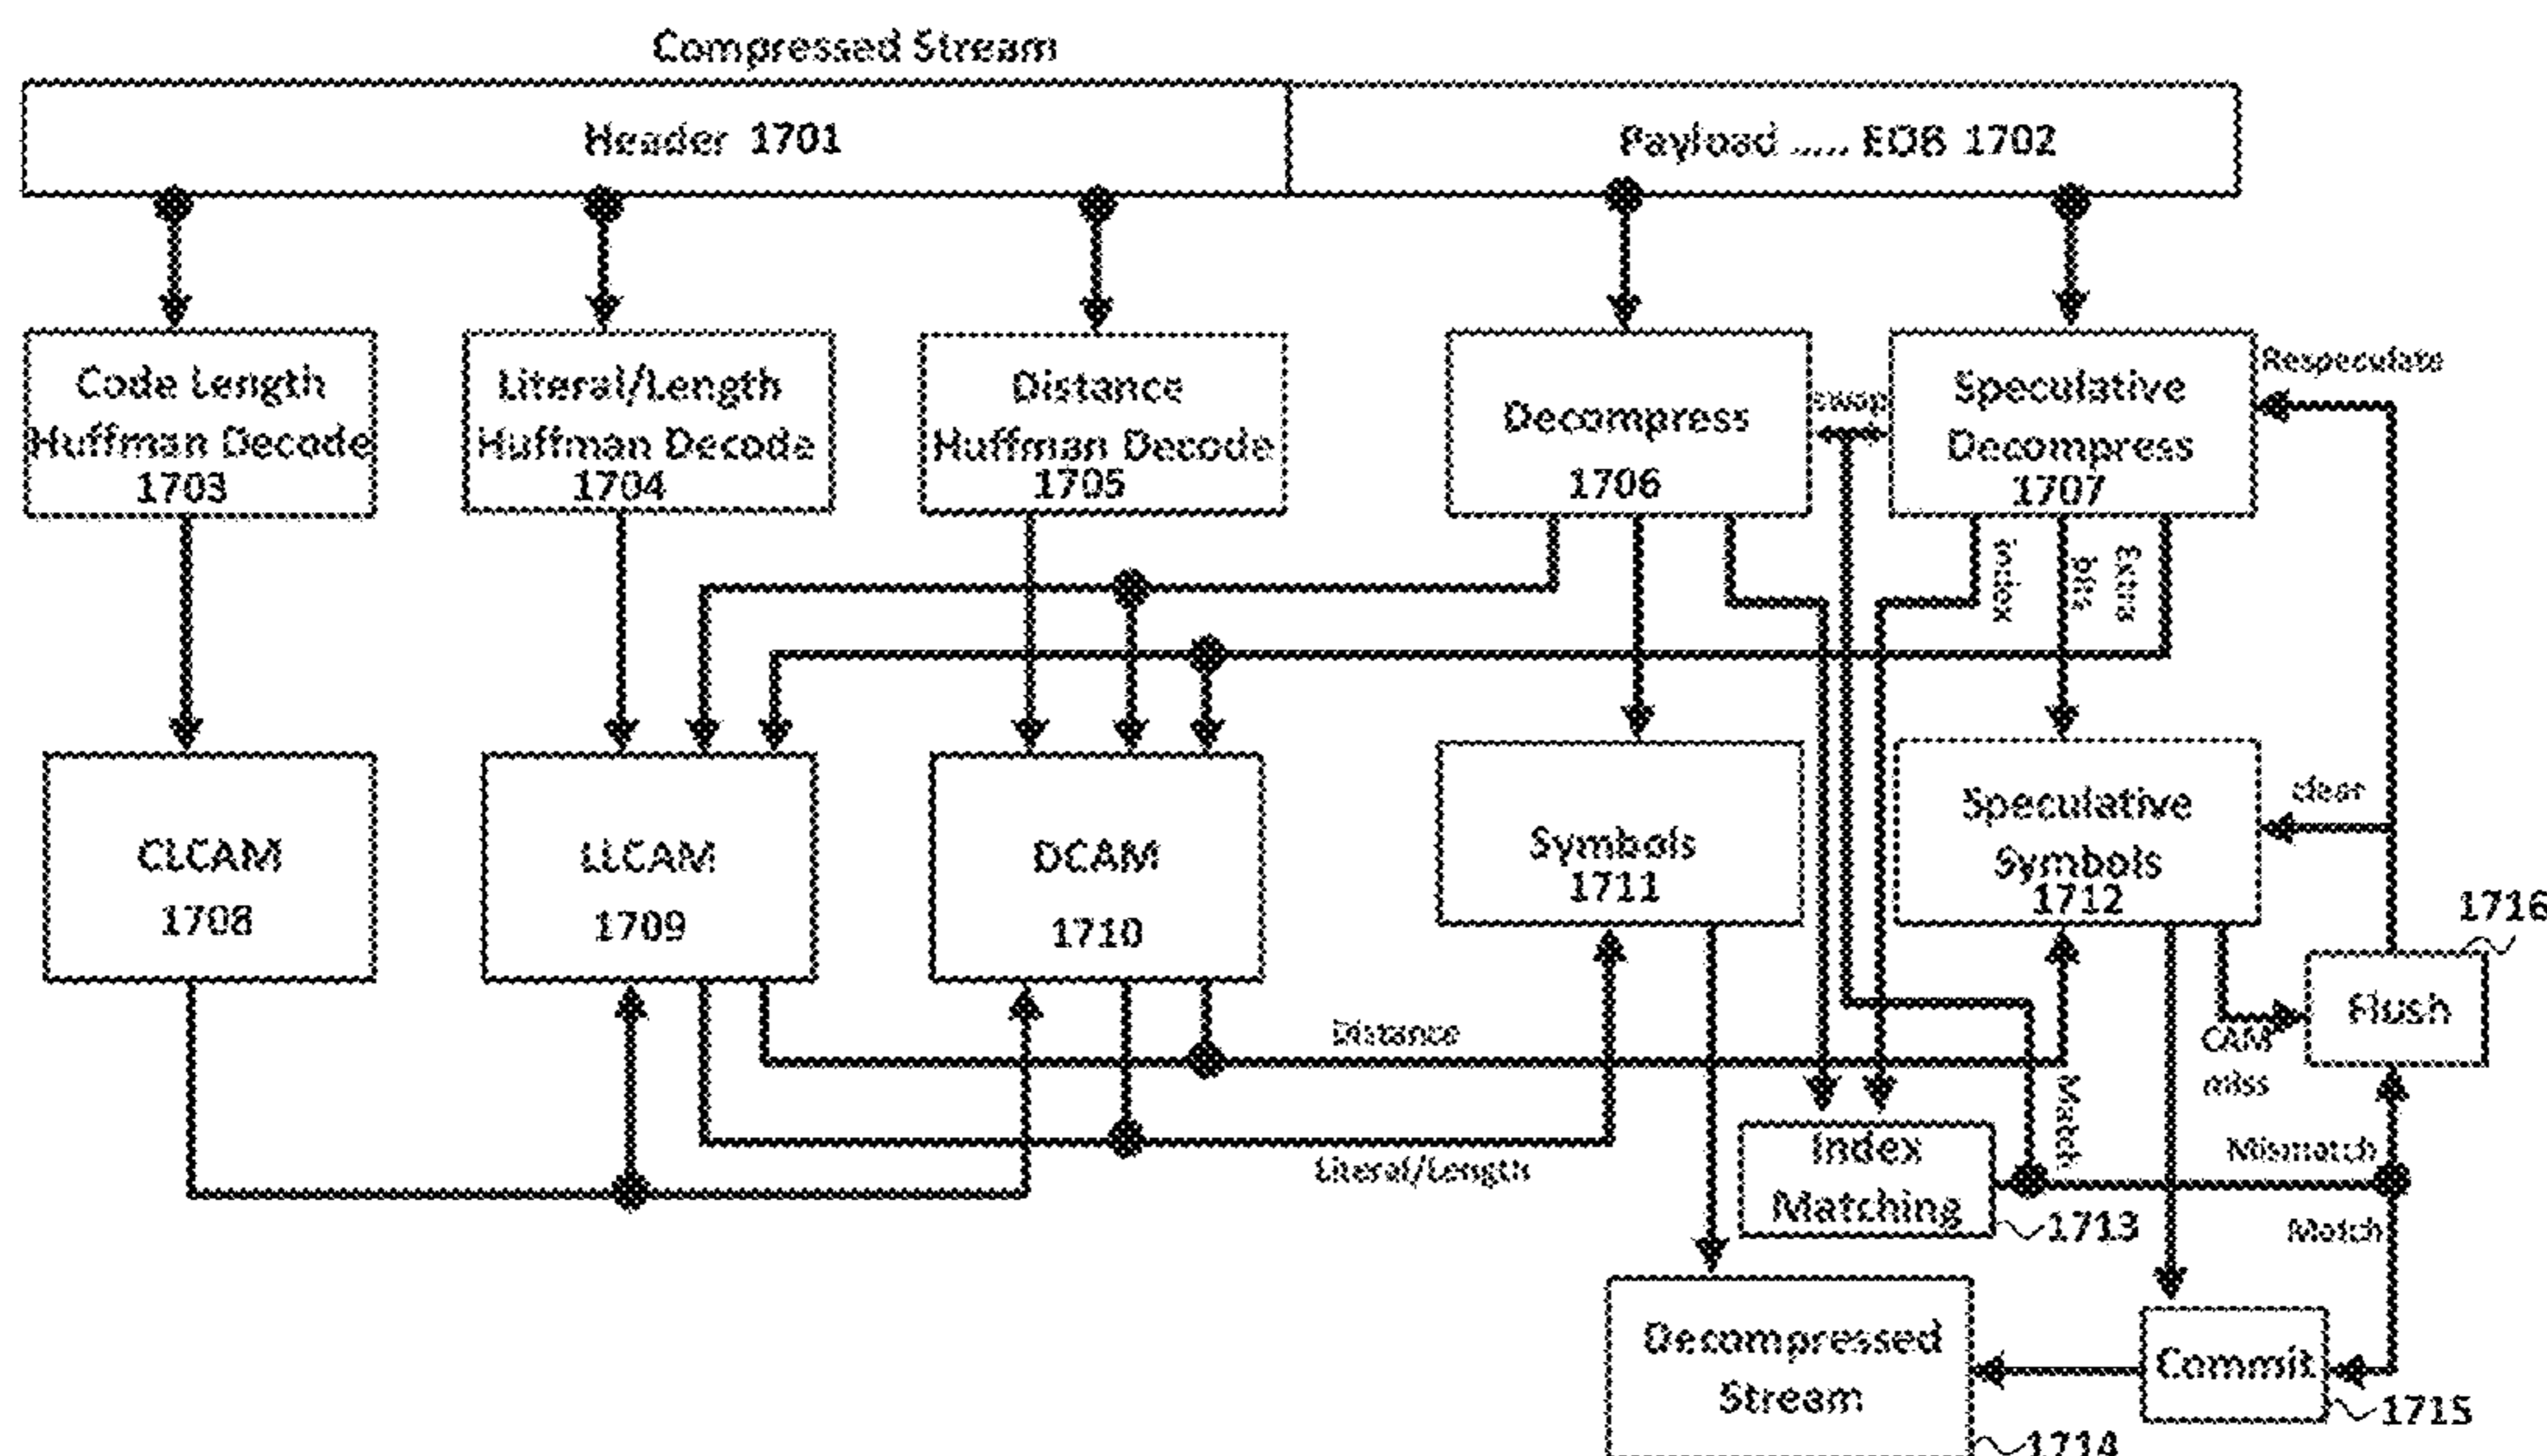 Compressed Stream
Header 1701
Payload ..... EOB 1702
Code Length
Huffman Decode
1703
Literal/Length
Huffman Decode
1704
Distance
Huffman Decode
1705
Decompress
1706
swap
Speculative
Decompress
1707
Respeculate
Index
Extra
bits
CLCAM
1708
LLCAM
1709
DCAM
1710
Symbols
1711
Speculative
Symbols
1712
clear
1716
Flush
CAM
miss
Distance
Literal/Length
Match
Mismatch
Match
Index
Matching
1713
Decompressed
Stream
1714
Commit
1715